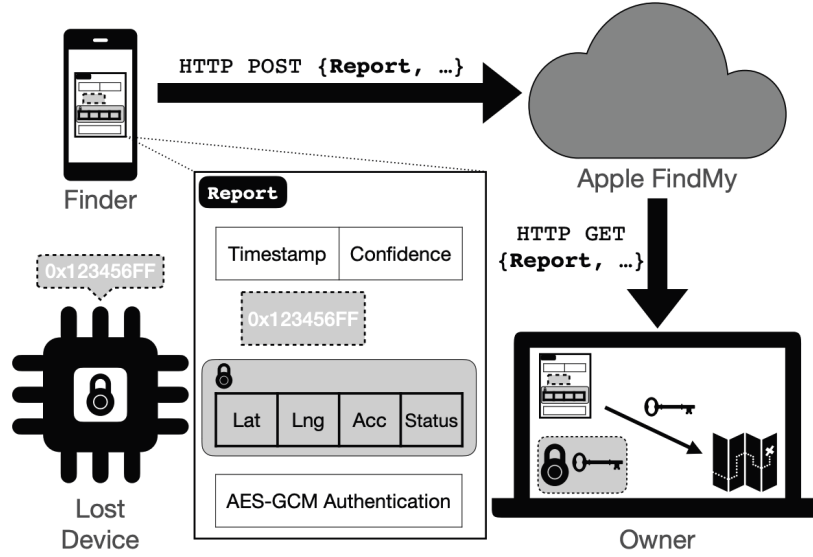 HTTP POST {Report, …}
Finder
Apple FindMy
Report
HTTP GET
{Report, …}
Timestamp
Confidence
0x123456FF
0x123456FF
Lat
Lng
Acc
Status
AES-GCM Authentication
Lost
Device
Owner